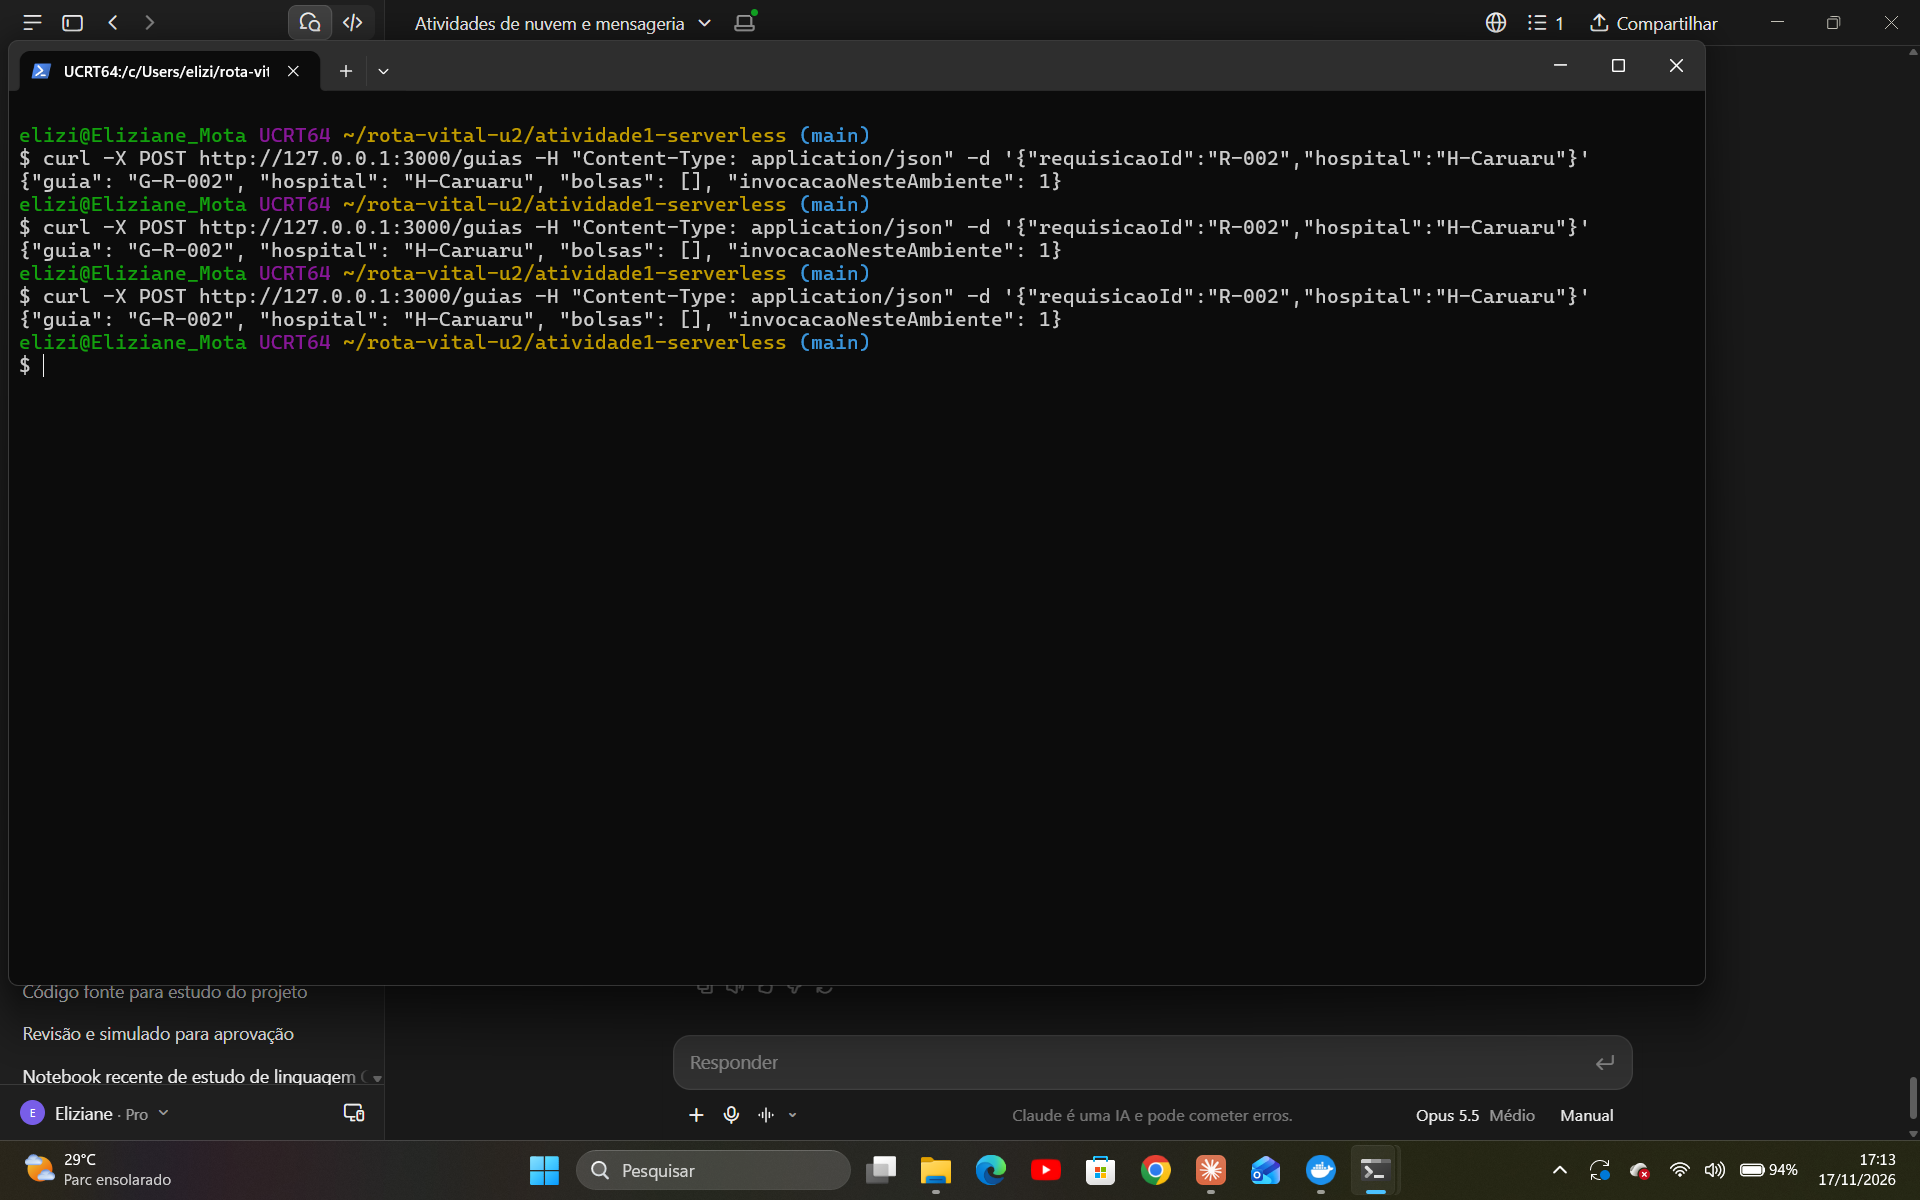 Atividades de nuvem e mensageria
1
Compartilhar
UCRT64:/c/Users/elizi/rota-vit
elizi@Eliziane_Mota UCRT64 ~/rota-vital-u2/atividade1-serverless (main)
$ curl -X POST http://127.0.0.1:3000/guias -H "Content-Type: application/json" -d '{"requisicaoId":"R-002","hospital":"H-Caruaru"}'
{"guia": "G-R-002", "hospital": "H-Caruaru", "bolsas": [], "invocacaoNesteAmbiente": 1}
elizi@Eliziane_Mota UCRT64 ~/rota-vital-u2/atividade1-serverless (main)
$ curl -X POST http://127.0.0.1:3000/guias -H "Content-Type: application/json" -d '{"requisicaoId":"R-002","hospital":"H-Caruaru"}'
{"guia": "G-R-002", "hospital": "H-Caruaru", "bolsas": [], "invocacaoNesteAmbiente": 1}
elizi@Eliziane_Mota UCRT64 ~/rota-vital-u2/atividade1-serverless (main)
$ curl -X POST http://127.0.0.1:3000/guias -H "Content-Type: application/json" -d '{"requisicaoId":"R-002","hospital":"H-Caruaru"}'
{"guia": "G-R-002", "hospital": "H-Caruaru", "bolsas": [], "invocacaoNesteAmbiente": 1}
elizi@Eliziane_Mota UCRT64 ~/rota-vital-u2/atividade1-serverless (main)
$
Código fonte para estudo do projeto
Revisão e simulado para aprovação
Notebook recente de estudo de linguagem
E Eliziane · Pro
Responder
Claude é uma IA e pode cometer erros.
Opus 5.5 Médio Manual
29°C
Parc ensolarado
Pesquisar
94%
17:13
17/11/2026